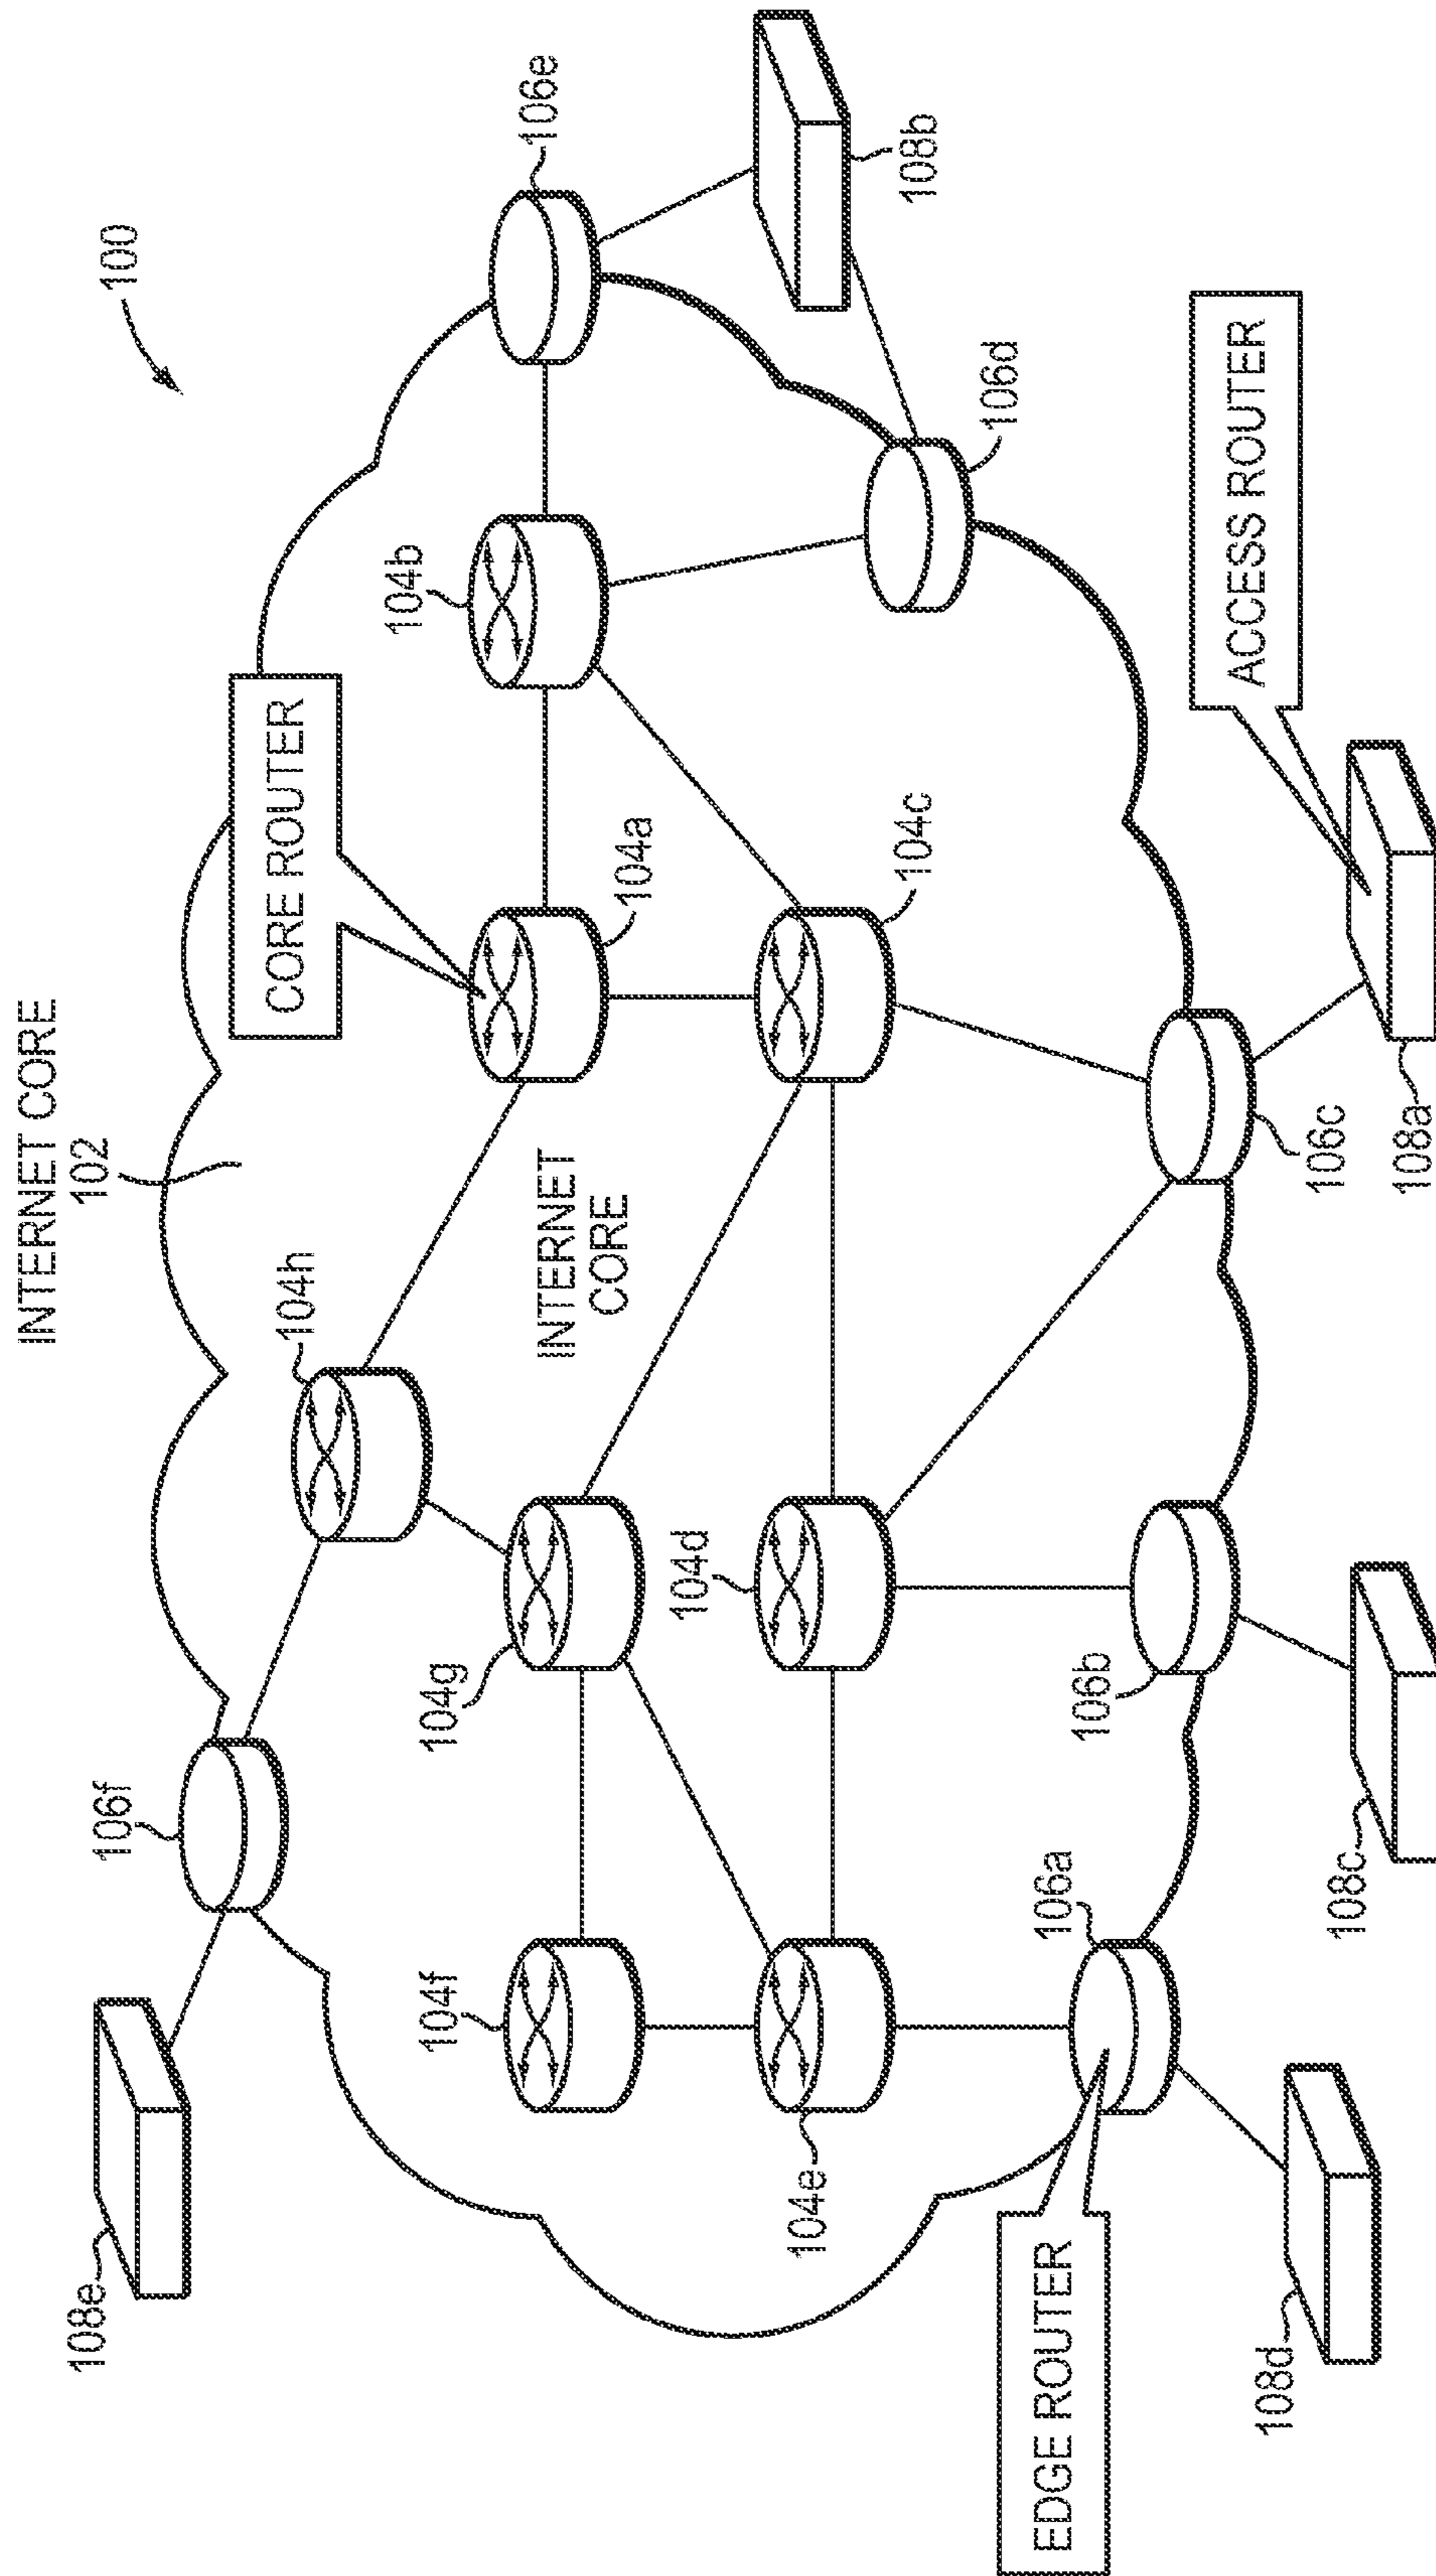 INTERNET CORE
102
100
108e
106f
104h
CORE ROUTER
104b
106e
104f
104g
INTERNET
CORE
104a
108b
104e
104d
104c
106d
EDGE ROUTER
106a
106b
106c
ACCESS ROUTER
108d
108c
108a